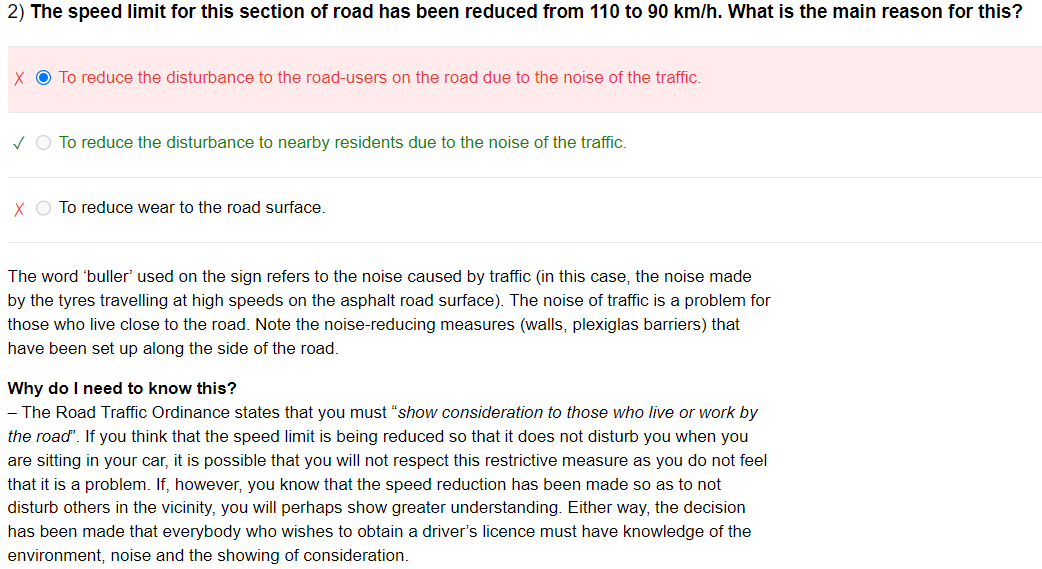 2) The speed limit for this section of road has been reduced from 110 to 90 km/h. What is the main reason for this?
To reduce the disturbance to the road-users on the road due to the noise of the traffic.
To reduce the disturbance to nearby residents due to the noise of the traffic.
To reduce wear to the road surface.
The word ‘buller’ used on the sign refers to the noise caused by traffic (in this case, the noise made
by the tyres travelling at high speeds on the asphalt road surface). The noise of traffic is a problem for
those who live close to the road. Note the noise-reducing measures (walls, plexiglas barriers) that
have been set up along the side of the road.
Why do I need to know this?
– The Road Traffic Ordinance states that you must “show consideration to those who live or work by
the road”. If you think that the speed limit is being reduced so that it does not disturb you when you
are sitting in your car, it is possible that you will not respect this restrictive measure as you do not feel
that it is a problem. If, however, you know that the speed reduction has been made so as to not
disturb others in the vicinity, you will perhaps show greater understanding. Either way, the decision
has been made that everybody who wishes to obtain a driver’s licence must have knowledge of the
environment, noise and the showing of consideration.